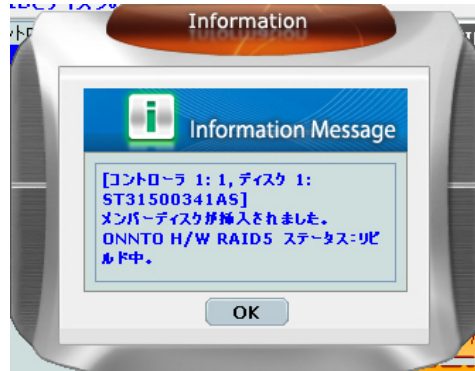 Information
Information Message
[コントローラ 1: 1, ディスク 1:
ST31500341AS]
メンバーディスクが挿入されました。
ONNTO H/W RAID5 ステータス:リビ
ルド中。
OK